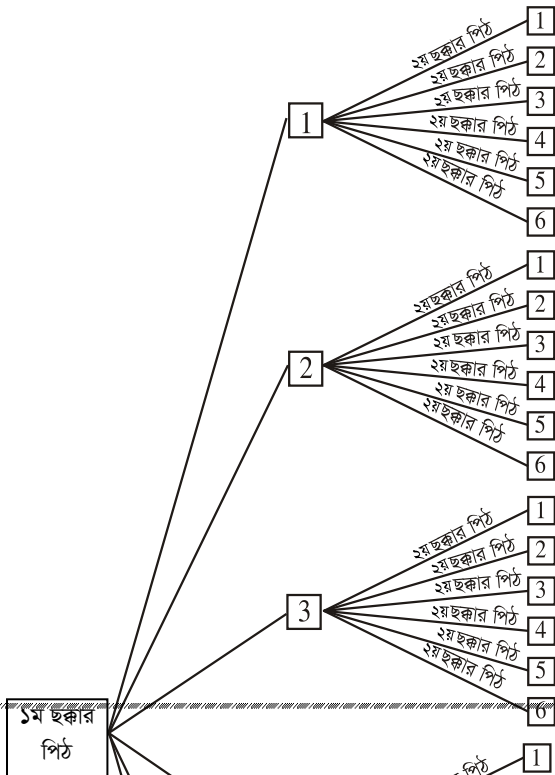 ২য় ছক্কার পিঠ 1
২য় ছক্কার পিঠ 2
২য় ছক্কার পিঠ 3
1
২য় ছক্কার পিঠ 4
২য় ছক্কার পিঠ 5
২য় ছক্কার পিঠ 6
২য় ছক্কার পিঠ 1
২য় ছক্কার পিঠ 2
২য় ছক্কার পিঠ 3
2
২য় ছক্কার পিঠ 4
২য় ছক্কার পিঠ 5
২য় ছক্কার পিঠ 6
২য় ছক্কার পিঠ 1
২য় ছক্কার পিঠ 2
২য় ছক্কার পিঠ 3
3
২য় ছক্কার পিঠ 4
২য় ছক্কার পিঠ 5
২য় ছক্কার পিঠ 6
১ম ছক্কার
পিঠ
পিঠ 1